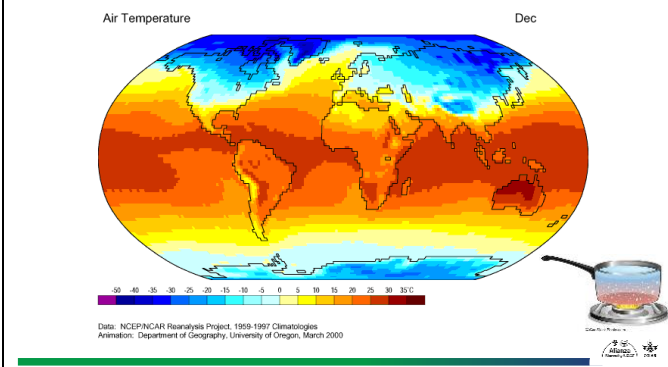 Air Temperature
Dec
-50 -40 -35 -30 -25 -20 -15 -10 -5 0 5 10 15 20 25 30 35°C
Data: NCEP/NCAR Reanalysis Project, 1959-1997 Climatologies
Animation: Department of Geography, University of Oregon, March 2000
Alianza